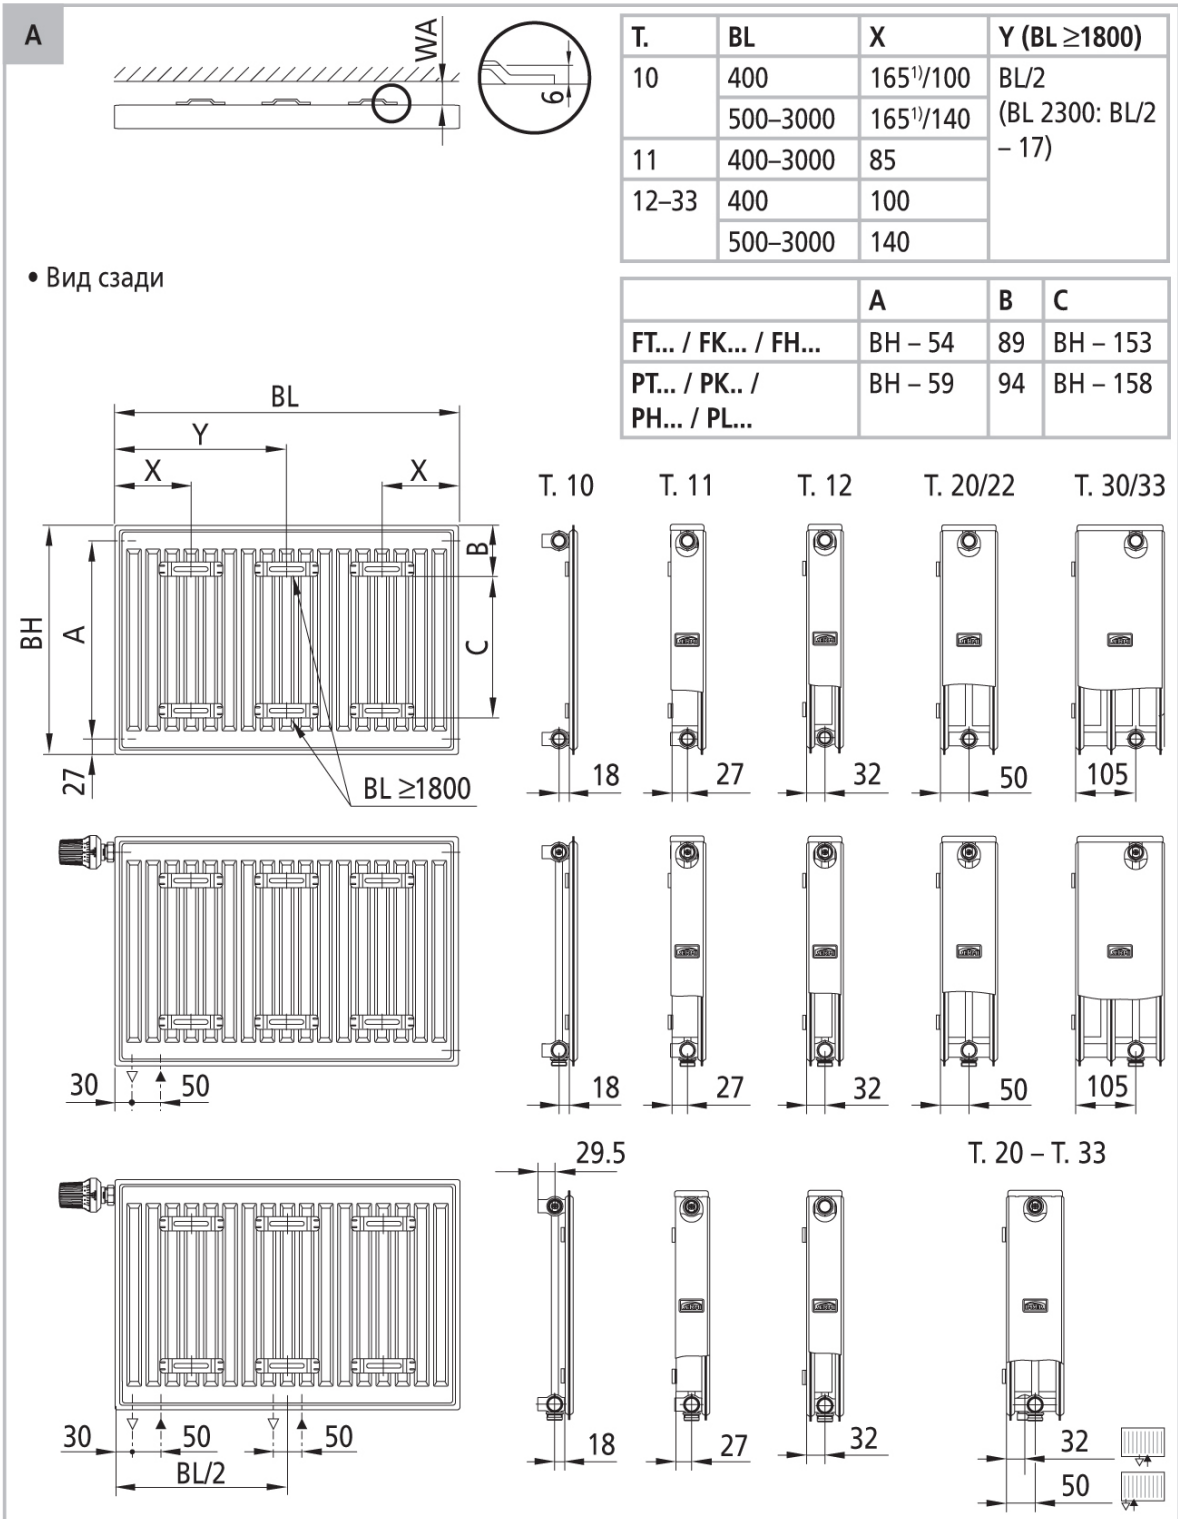 A
WA
6
T. BL X Y (BL ≥1800)
10 400 165¹⁾/100 BL/2
500–3000 165¹⁾/140 (BL 2300: BL/2
– 17)
11 400–3000 85
12–33 400 100
500–3000 140
• Вид сзади
A B C
FT... / FK... / FH... BH – 54 89 BH – 153
PT... / PK.. / BH – 59 94 BH – 158
PH... / PL...
BL
Y
X X
T. 10 T. 11 T. 12 T. 20/22 T. 30/33
BH A B C
27
BL ≥1800
18 27 32 50 105
30 50
18 27 32 50 105
29.5 T. 20 – T. 33
30 50 50
BL/2
18 27 32 32
50